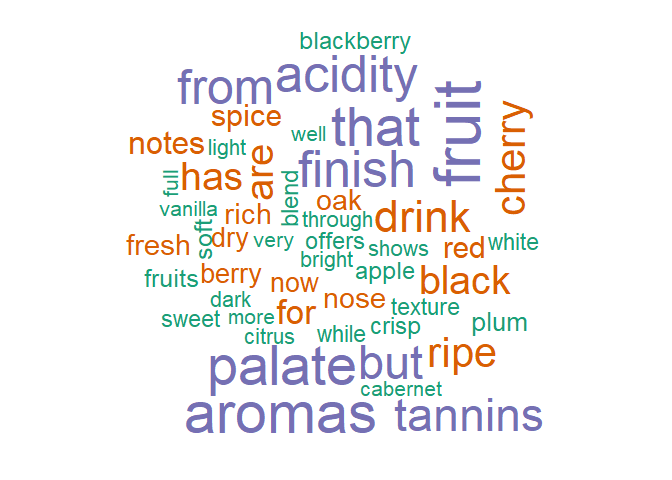 blackberry
from acidity
spice that fruit
notes light well cherry
full has are finish
vanilla rich blend oak drink
through
fresh soft dry very offers shows red white
bright
fruits berry now apple black
dark for nose texture
sweet more citrus while crisp plum
palate but ripe
cabernet
aromas tannins